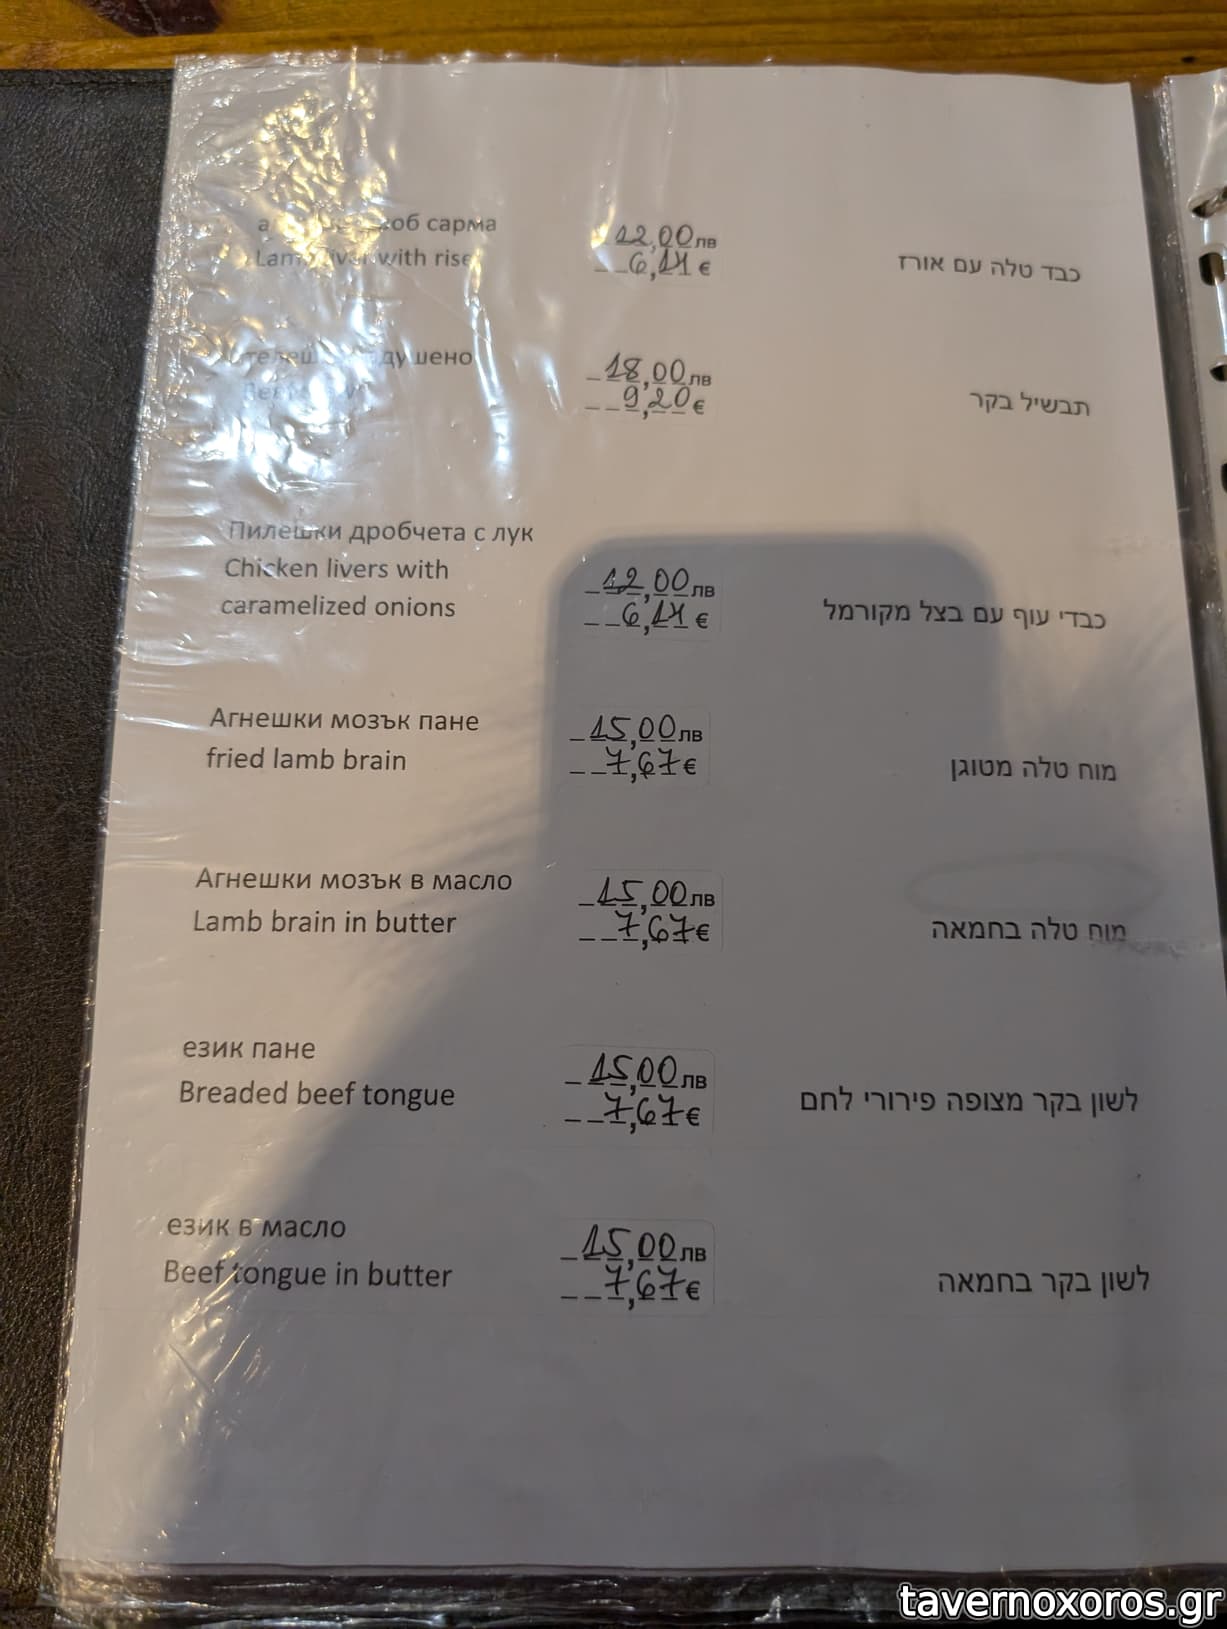 об сарма
Lamb liver with rise
12,00лв
6,14 €
כבד טלה עם אורז
душено
18,00лв
9,20€
תבשיל בקר
Пилешки дробчета с лук
Chicken livers with
caramelized onions
12,00лв
6,14 €
כבדי עוף עם בצל מקורמל
Агнешки мозък пане
fried lamb brain
15,00лв
7,67€
מוח טלה מטוגן
Агнешки мозък в масло
Lamb brain in butter
15,00лв
7,67€
מוח טלה בחמאה
език пане
Breaded beef tongue
15,00лв
7,67€
לשון בקר מצופה פירורי לחם
език в масло
Beef tongue in butter
15,00лв
7,67€
לשון בקר בחמאה
tavernoxoros.gr